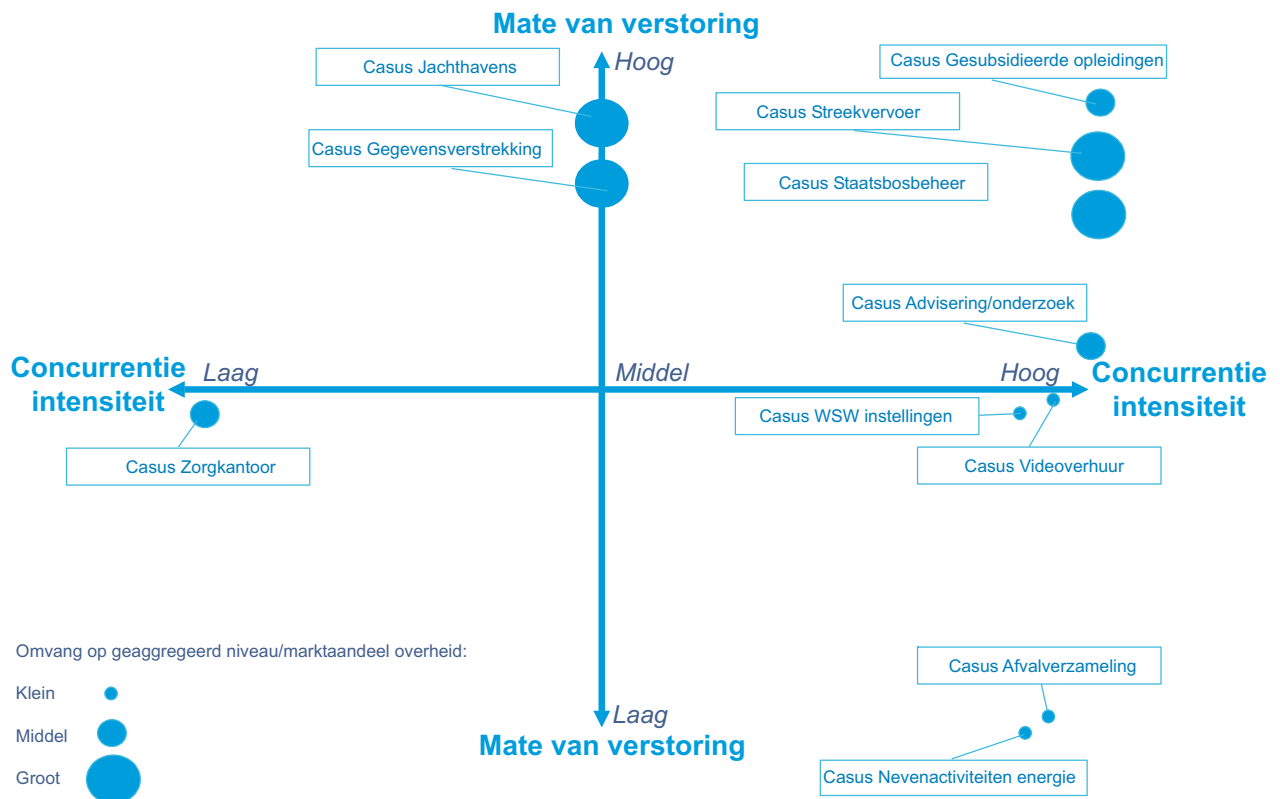 Mate van verstoring
Hoog
Casus Jachthavens
Casus Gesubsidieerde opleidingen
Casus Streekvervoer
Casus Gegevensverstrekking
Casus Staatsbosbeheer
Casus Advisering/onderzoek
Concurrentie
intensiteit
Laag
Middel
Hoog
Concurrentie
intensiteit
Casus WSW instellingen
Casus Zorgkantoor
Casus Videoverhuur
Omvang op geaggregeerd niveau/marktaandeel overheid:
Klein
Middel
Groot
Casus Afvalverzameling
Laag
Mate van verstoring
Casus Nevenactiviteiten energie